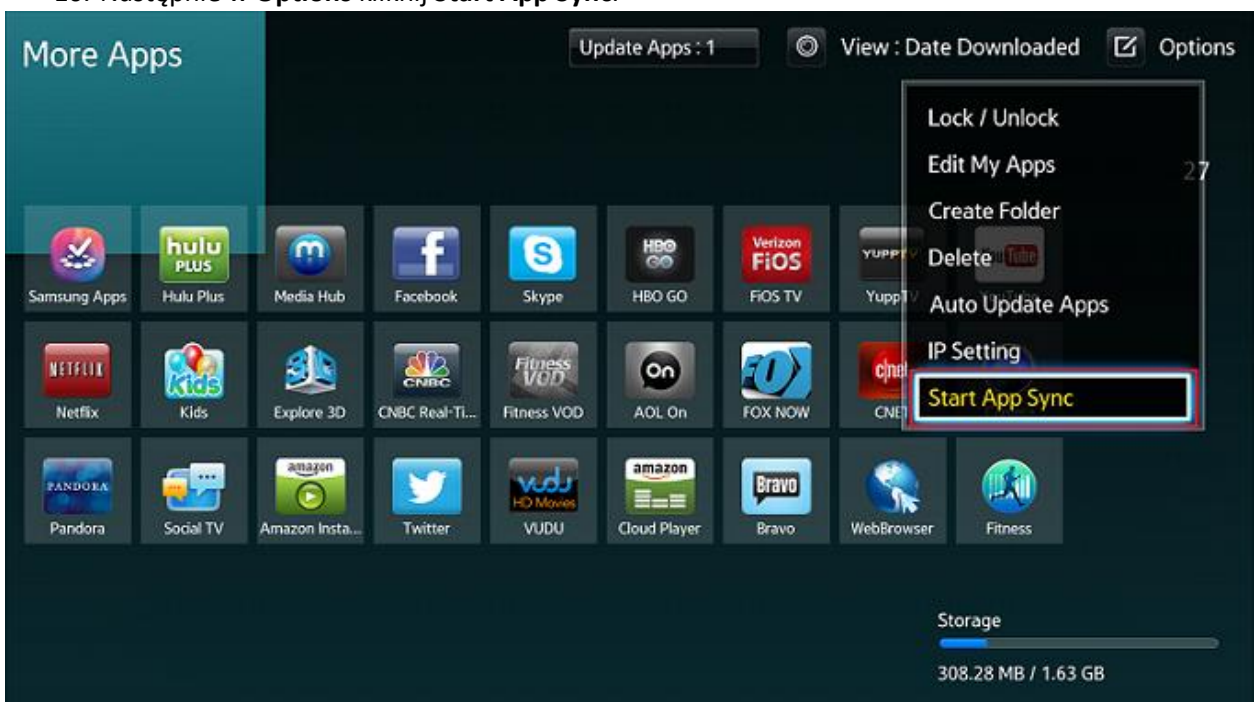 More Apps
Update Apps : 1
View : Date Downloaded
Options
Lock / Unlock
Edit My Apps
27
Create Folder
Delete
Auto Update Apps
IP Setting
Start App Sync
hulu
PLUS
m
f
S
HBO
GO
Verizon
FiOS
YUPPTV
Tube
Samsung Apps
Hulu Plus
Media Hub
Facebook
Skype
HBO GO
FiOS TV
YuppTV
NETFLIX
Kids
3D
CNBC
Fitness
VOD
On
FOX
c|net
Netflix
Kids
Explore 3D
CNBC Real-Ti...
Fitness VOD
AOL On
FOX NOW
CNET
PANDORA
amazon
vudu
HD Movies
amazon
Bravo
Pandora
Social TV
Amazon Insta...
Twitter
VUDU
Cloud Player
Bravo
WebBrowser
Fitness
Storage
308.28 MB / 1.63 GB